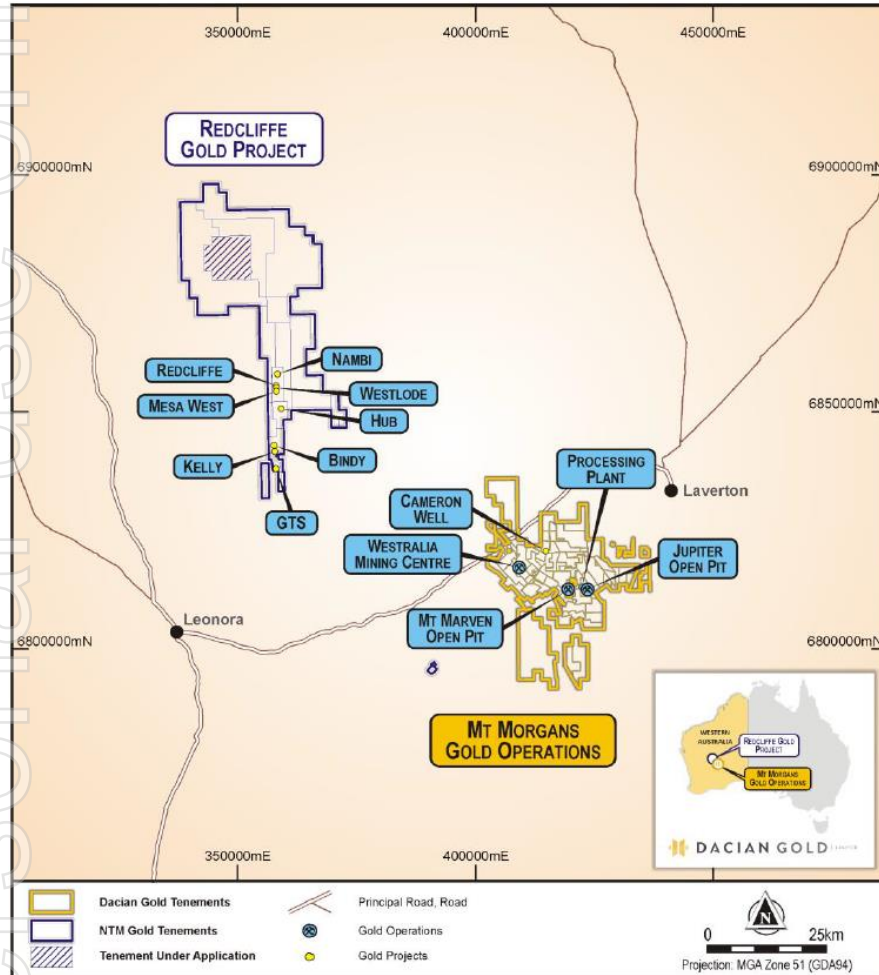 350000mE
400000mE
450000mE
REDCLIFFE
GOLD PROJECT
6900000mN
6900000mN
NAMBI
REDCLIFFE
WESTLODE
MESA WEST
HUB
6850000mN
KELLY
BINDY
GTS
PROCESSING
PLANT
CAMERON
WELL
Laverton
WESTRALIA
MINING CENTRE
JUPITER
OPEN PIT
Leonora
MT MARVEN
OPEN PIT
6800000mN
6800000mN
MT MORGANS
GOLD OPERATIONS
WESTERN
AUSTRALIA
REDCLIFFE GOLD
PROJECT
MT MORGANS
GOLD OPERATIONS
DACIAN GOLD
350000mE
400000mE
450000mE
Dacian Gold Tenements
Principal Road, Road
NTM Gold Tenements
Gold Operations
Tenement Under Application
Gold Projects
N
0
25km
Projection: MGA Zone 51 (GDA94)